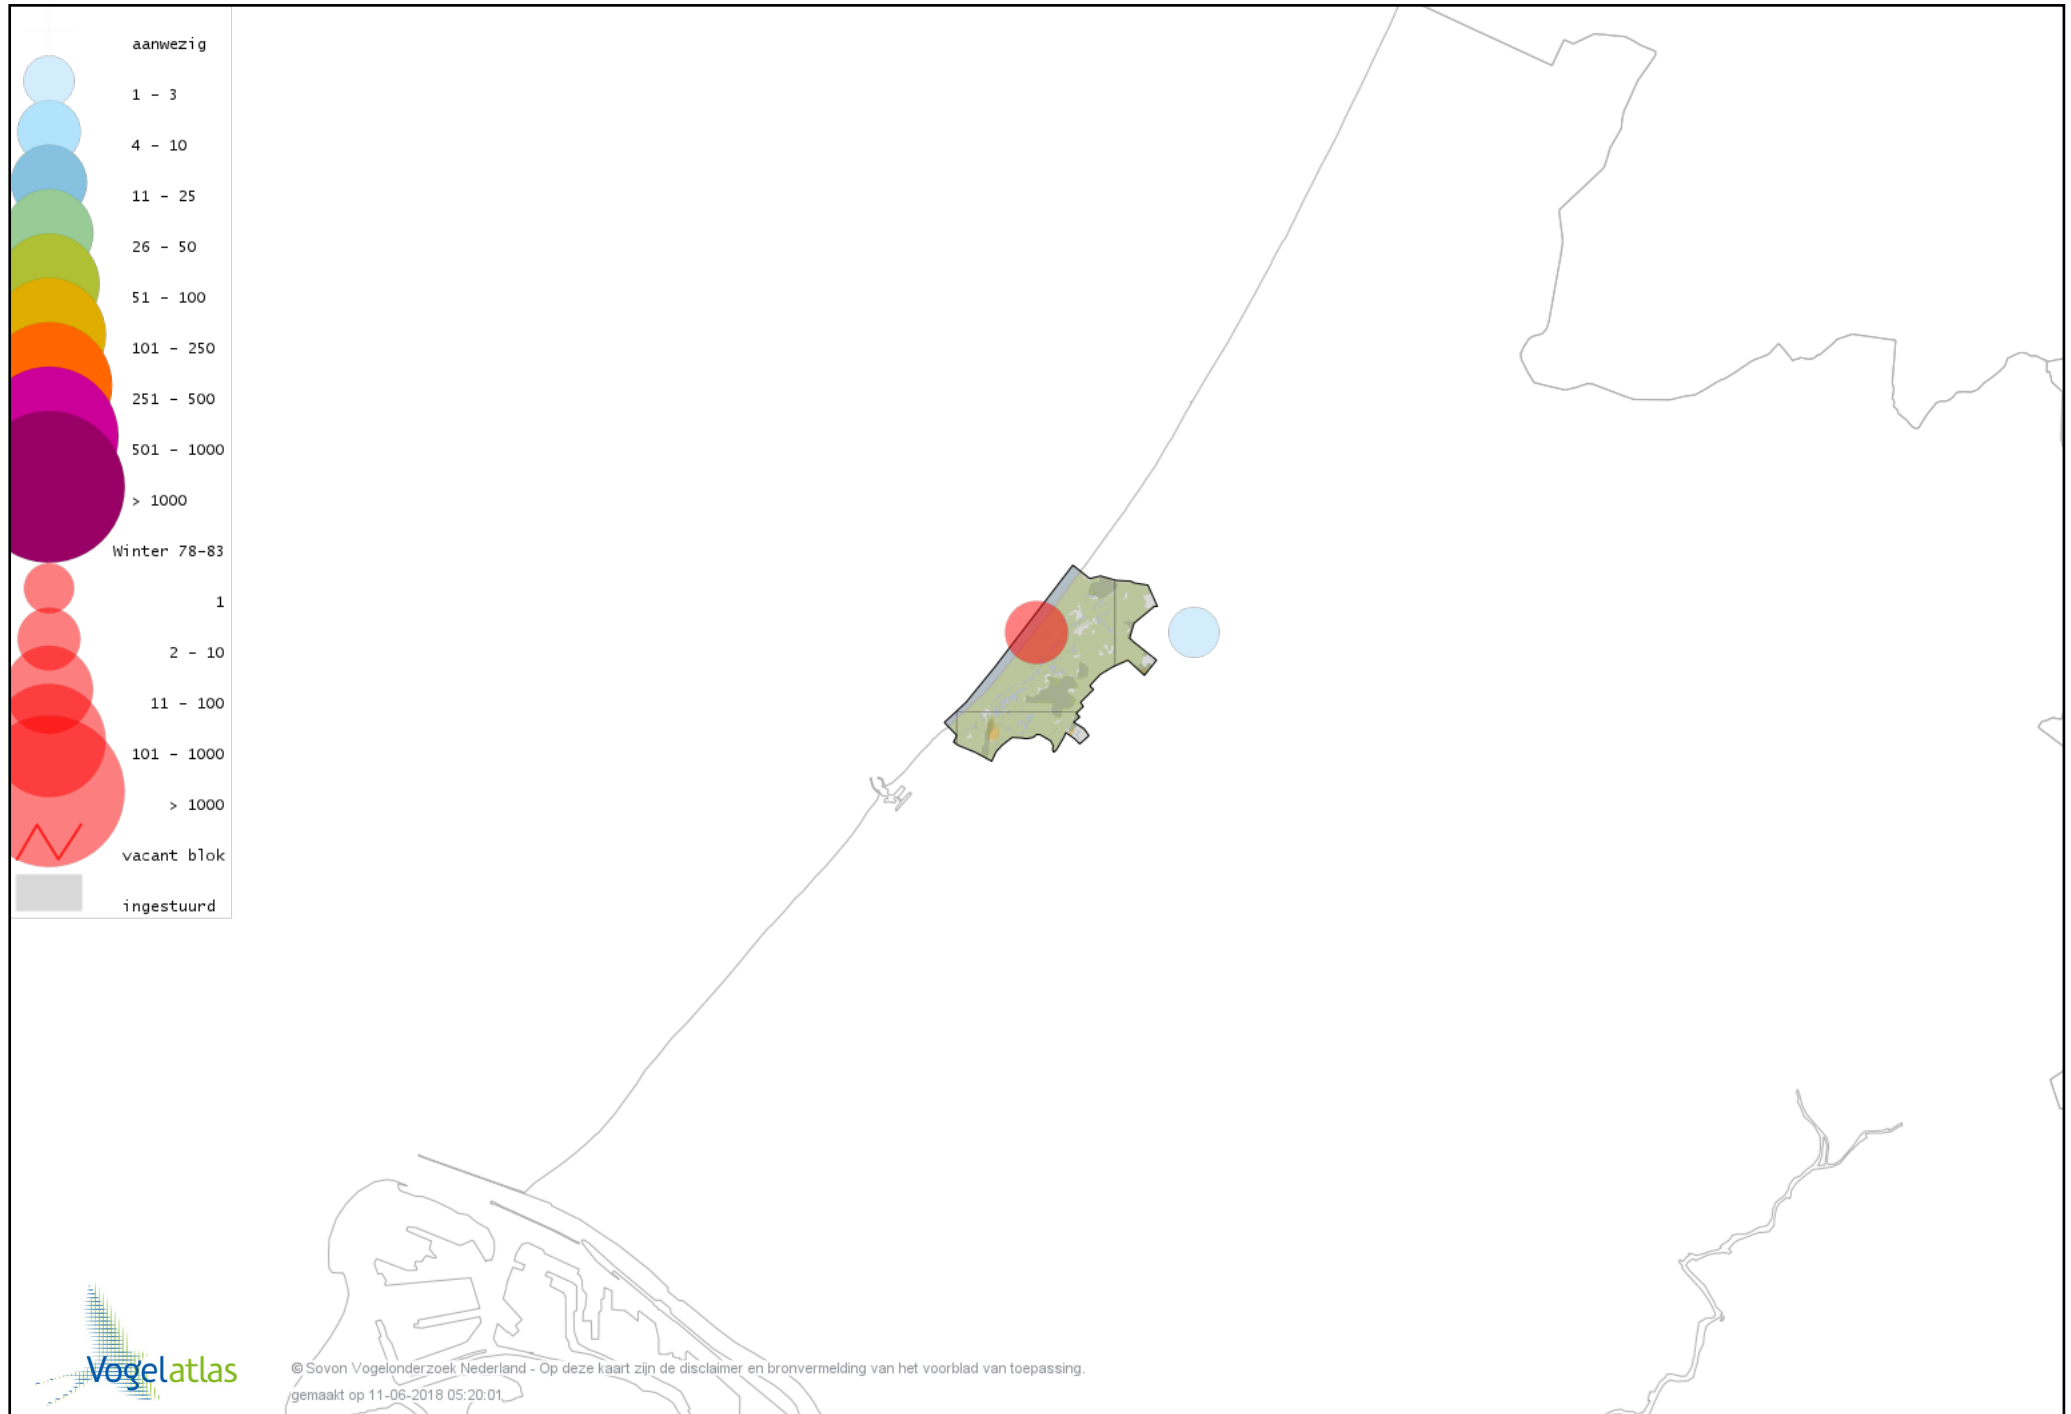 aanwezig
1 - 3
4 - 10
11 - 25
26 - 50
51 - 100
101 - 250
251 - 500
501 - 1000
> 1000
Winter 78-83
1
2 - 10
11 - 100
101 - 1000
> 1000
vacant blok
ingestuurd
Vogelatlas
© Sovon Vogelonderzoek Nederland - Op deze kaart zijn de disclaimer en bronvermelding van het voorblad van toepassing.
gemaakt op 11-06-2018 05:20:01